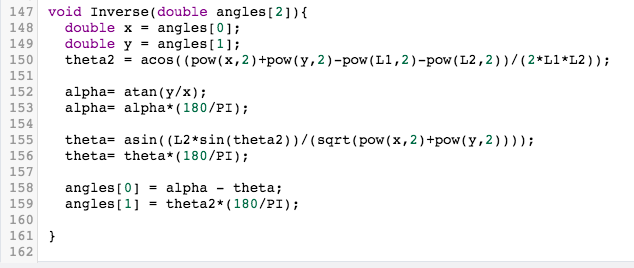 147 void Inverse(double angles[2]){
148   double x = angles[0];
149   double y = angles[1];
150   theta2 = acos((pow(x,2)+pow(y,2)-pow(L1,2)-pow(L2,2))/(2*L1*L2));
151
152   alpha= atan(y/x);
153   alpha= alpha*(180/PI);
154
155   theta= asin((L2*sin(theta2))/(sqrt(pow(x,2)+pow(y,2))));
156   theta= theta*(180/PI);
157
158   angles[0] = alpha - theta;
159   angles[1] = theta2*(180/PI);
160
161 }
162